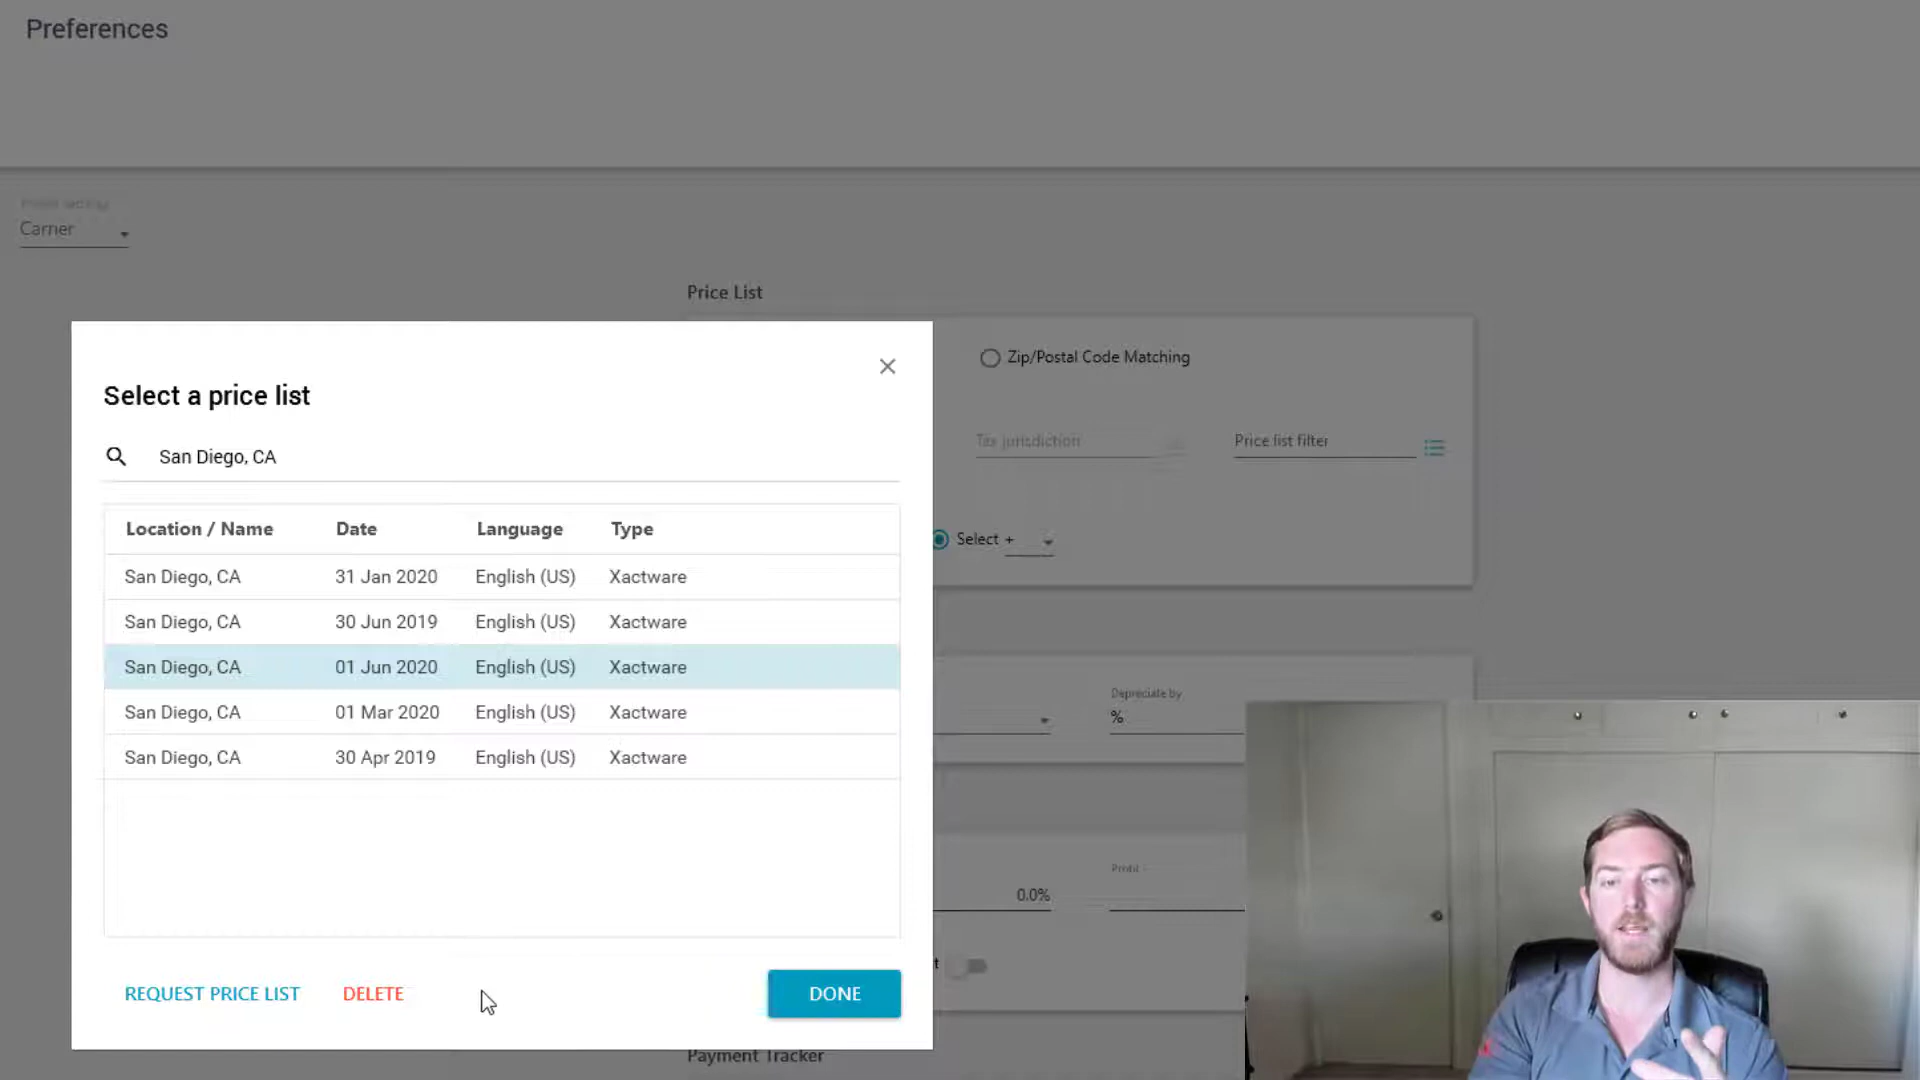 Preferences
Carrier
Price List
Zip/Postal Code Matching
Select a price list
Tax jurisdiction
Price list filter
San Diego, CA
Location / Name Date Language Type
Select +
San Diego, CA 31 Jan 2020 English (US) Xactware
San Diego, CA 30 Jun 2019 English (US) Xactware
San Diego, CA 01 Jun 2020 English (US) Xactware
Depreciate by
%
San Diego, CA 01 Mar 2020 English (US) Xactware
San Diego, CA 30 Apr 2019 English (US) Xactware
Profit
0.0%
REQUEST PRICE LIST DELETE DONE
Payment Tracker